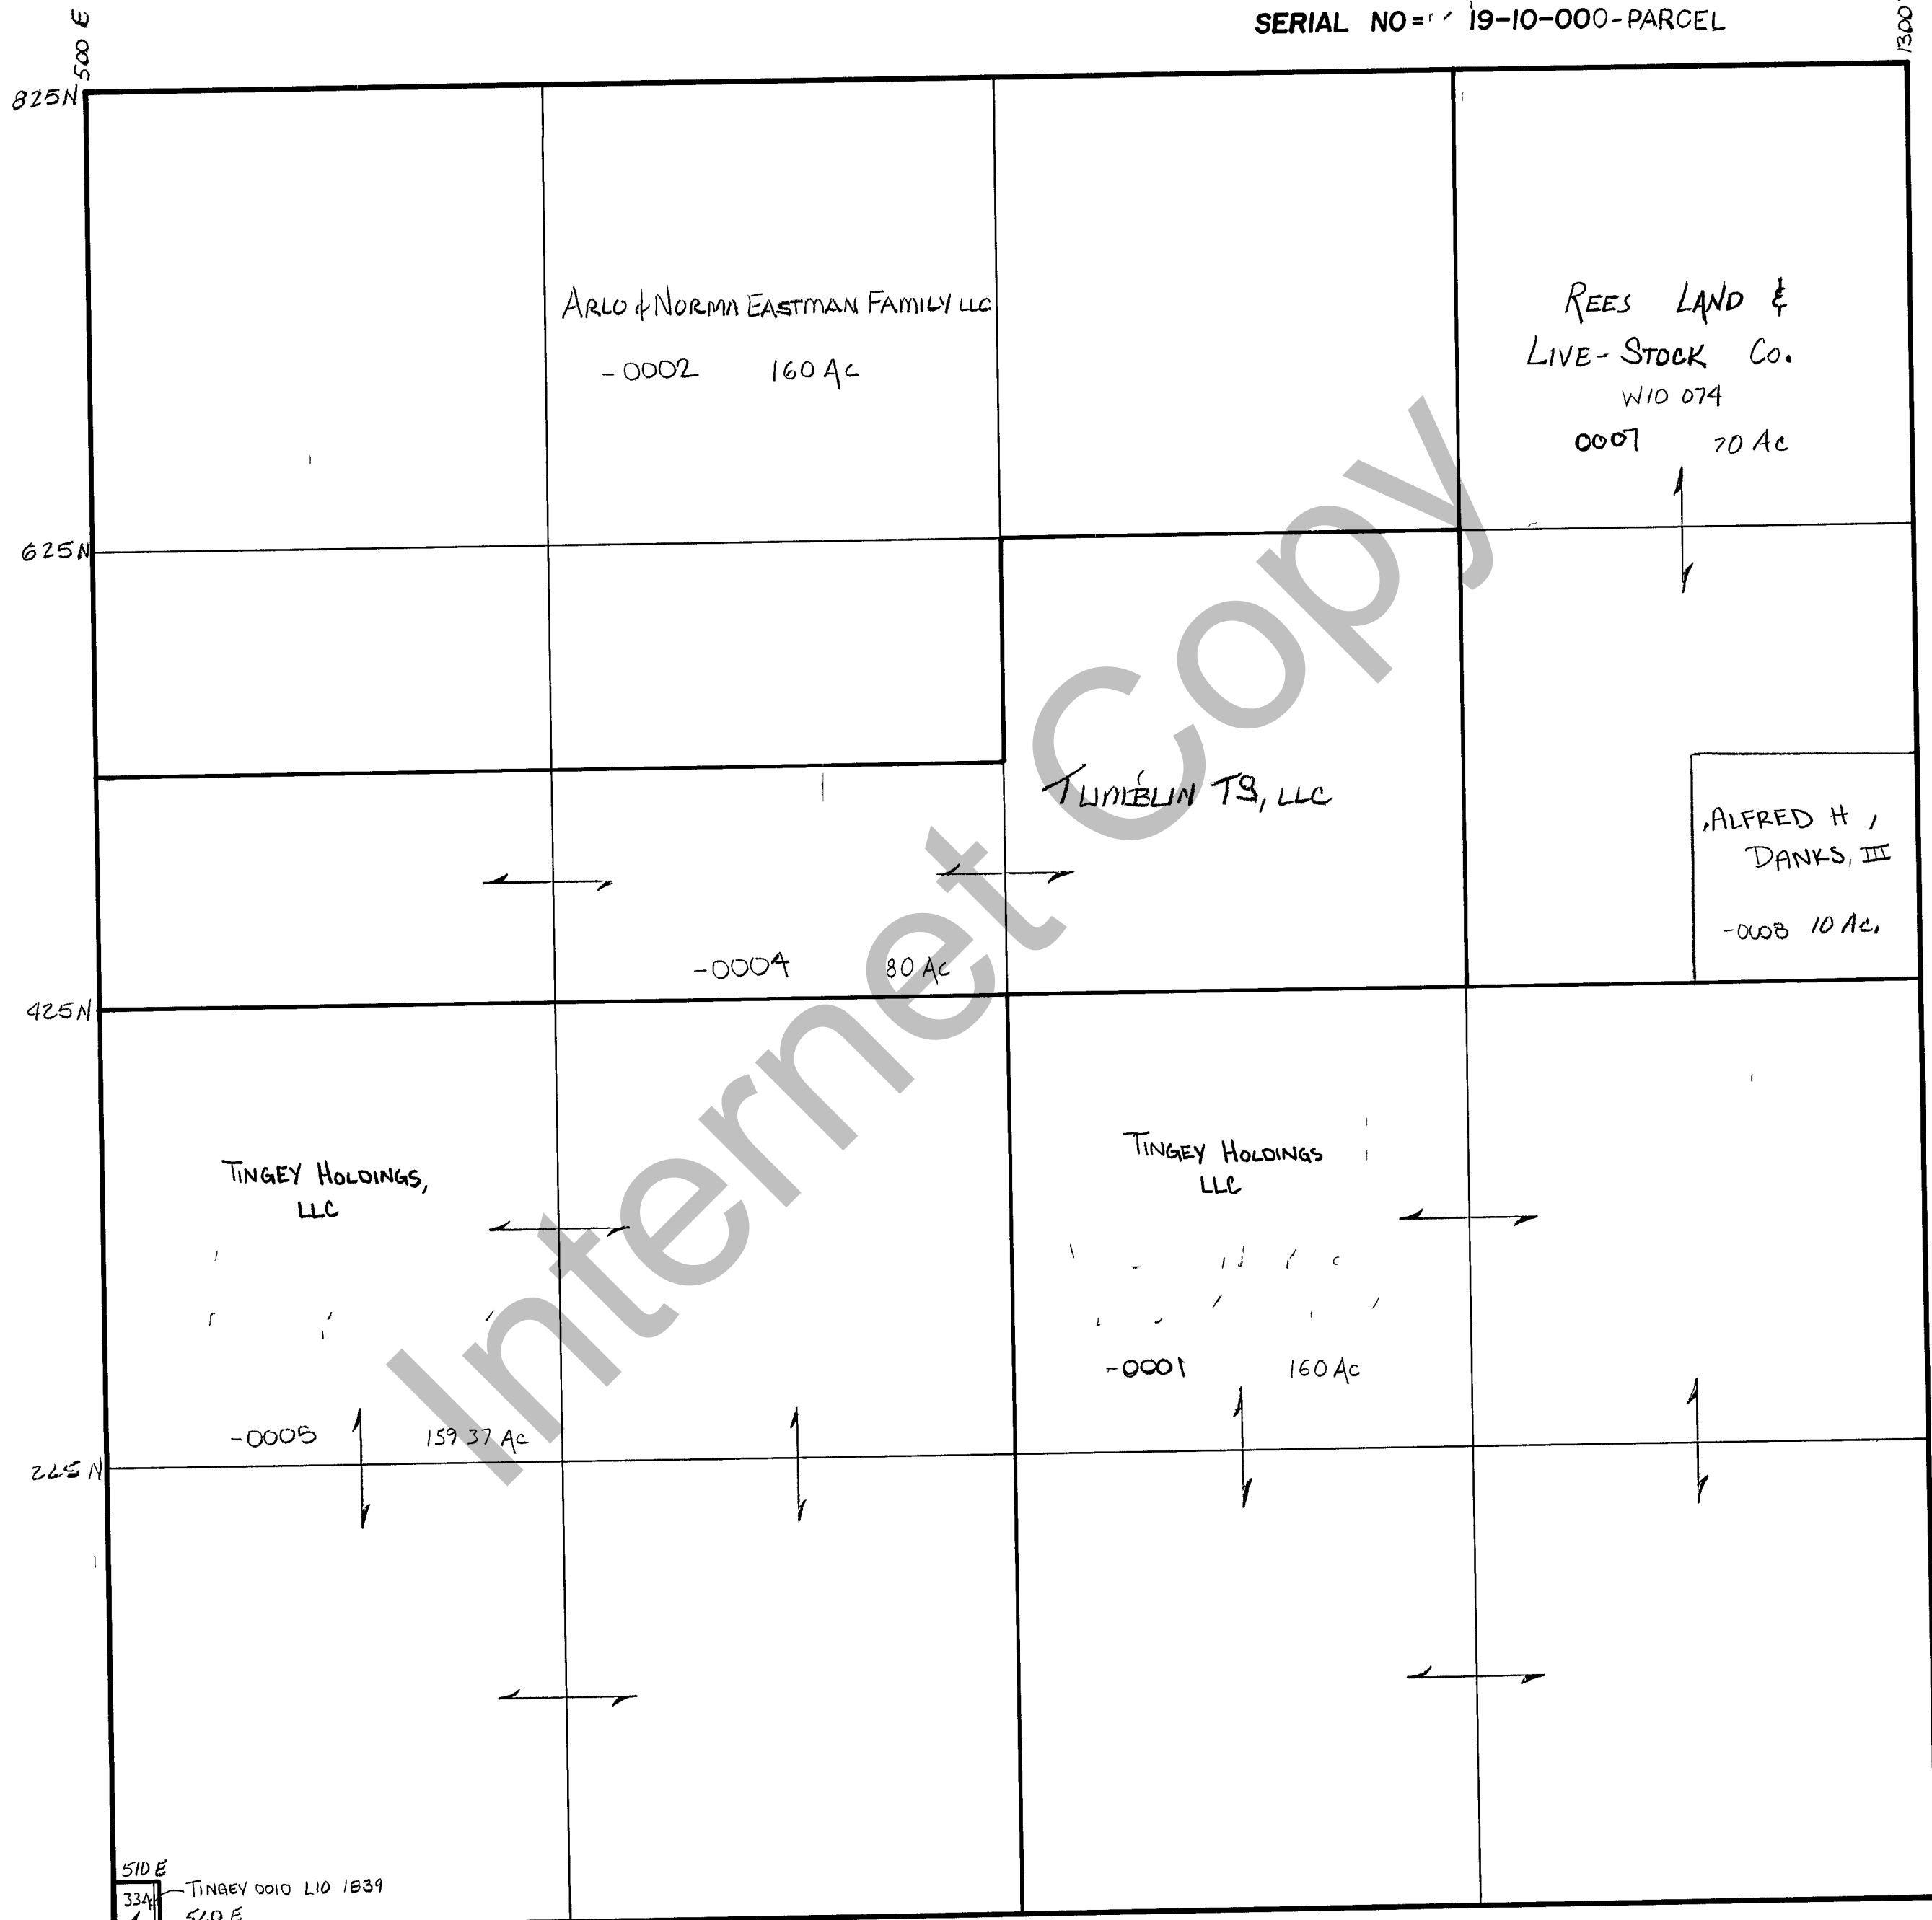 SERIAL NO= 19-10-000-PARCEL
500 E
1300
825N
ARLO & NORMA EASTMAN FAMILY LLC
-0002 160 Ac
REES LAND &
LIVE-STOCK CO.
W10 074
0007 70 Ac
625N
TUMBLIN TS, LLC
ALFRED H
DANKS, III
-0008 10 Ac.
-0004 80 Ac
425N
TINGEY HOLDINGS,
LLC
TINGEY HOLDINGS
LLC
-0001 160 Ac
-0005 159 37 Ac
225 N
510 E
TINGEY 0010 L10 1839
Internet Copy